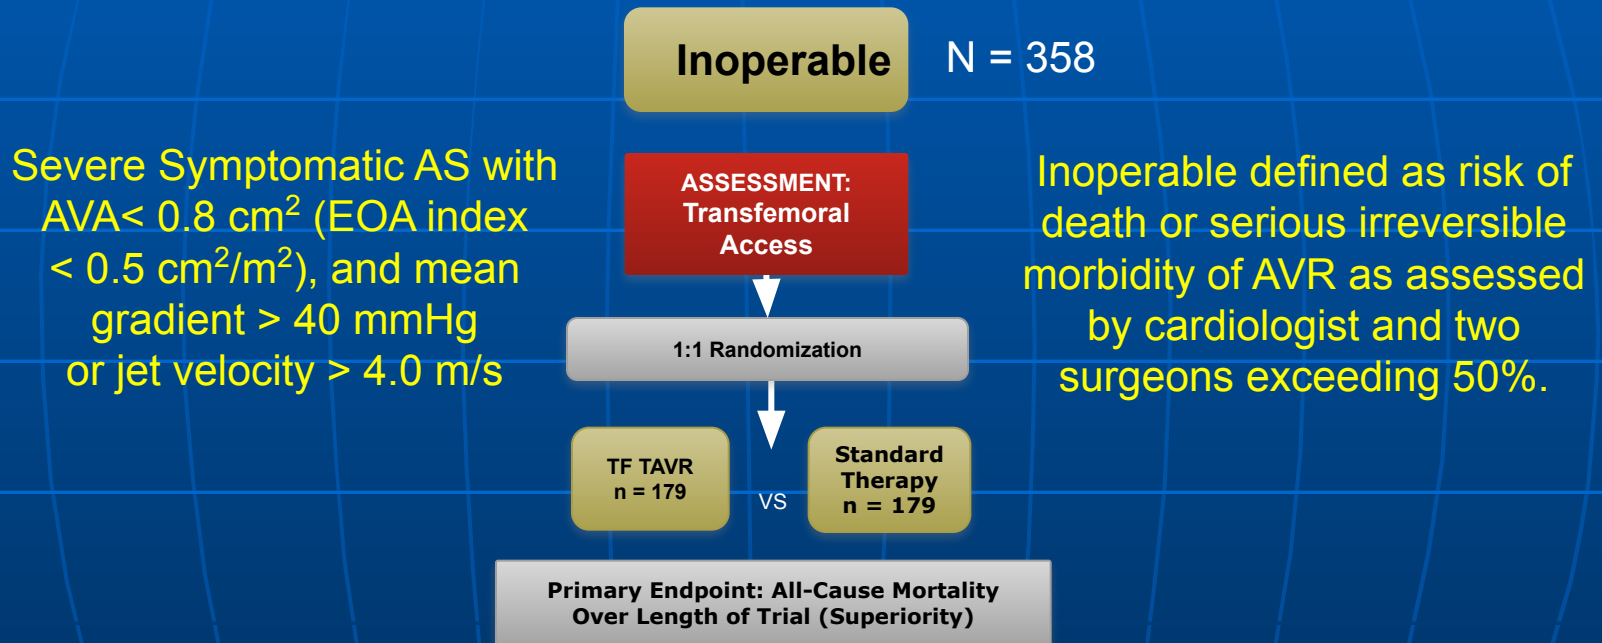 Inoperable
N = 358
Severe Symptomatic AS with
AVA< 0.8 cm² (EOA index
< 0.5 cm²/m²), and mean
gradient > 40 mmHg
or jet velocity > 4.0 m/s
ASSESSMENT:
Transfemoral
Access
Inoperable defined as risk of
death or serious irreversible
morbidity of AVR as assessed
by cardiologist and two
surgeons exceeding 50%.
1:1 Randomization
TF TAVR
n = 179
VS
Standard
Therapy
n = 179
Primary Endpoint: All-Cause Mortality
Over Length of Trial (Superiority)